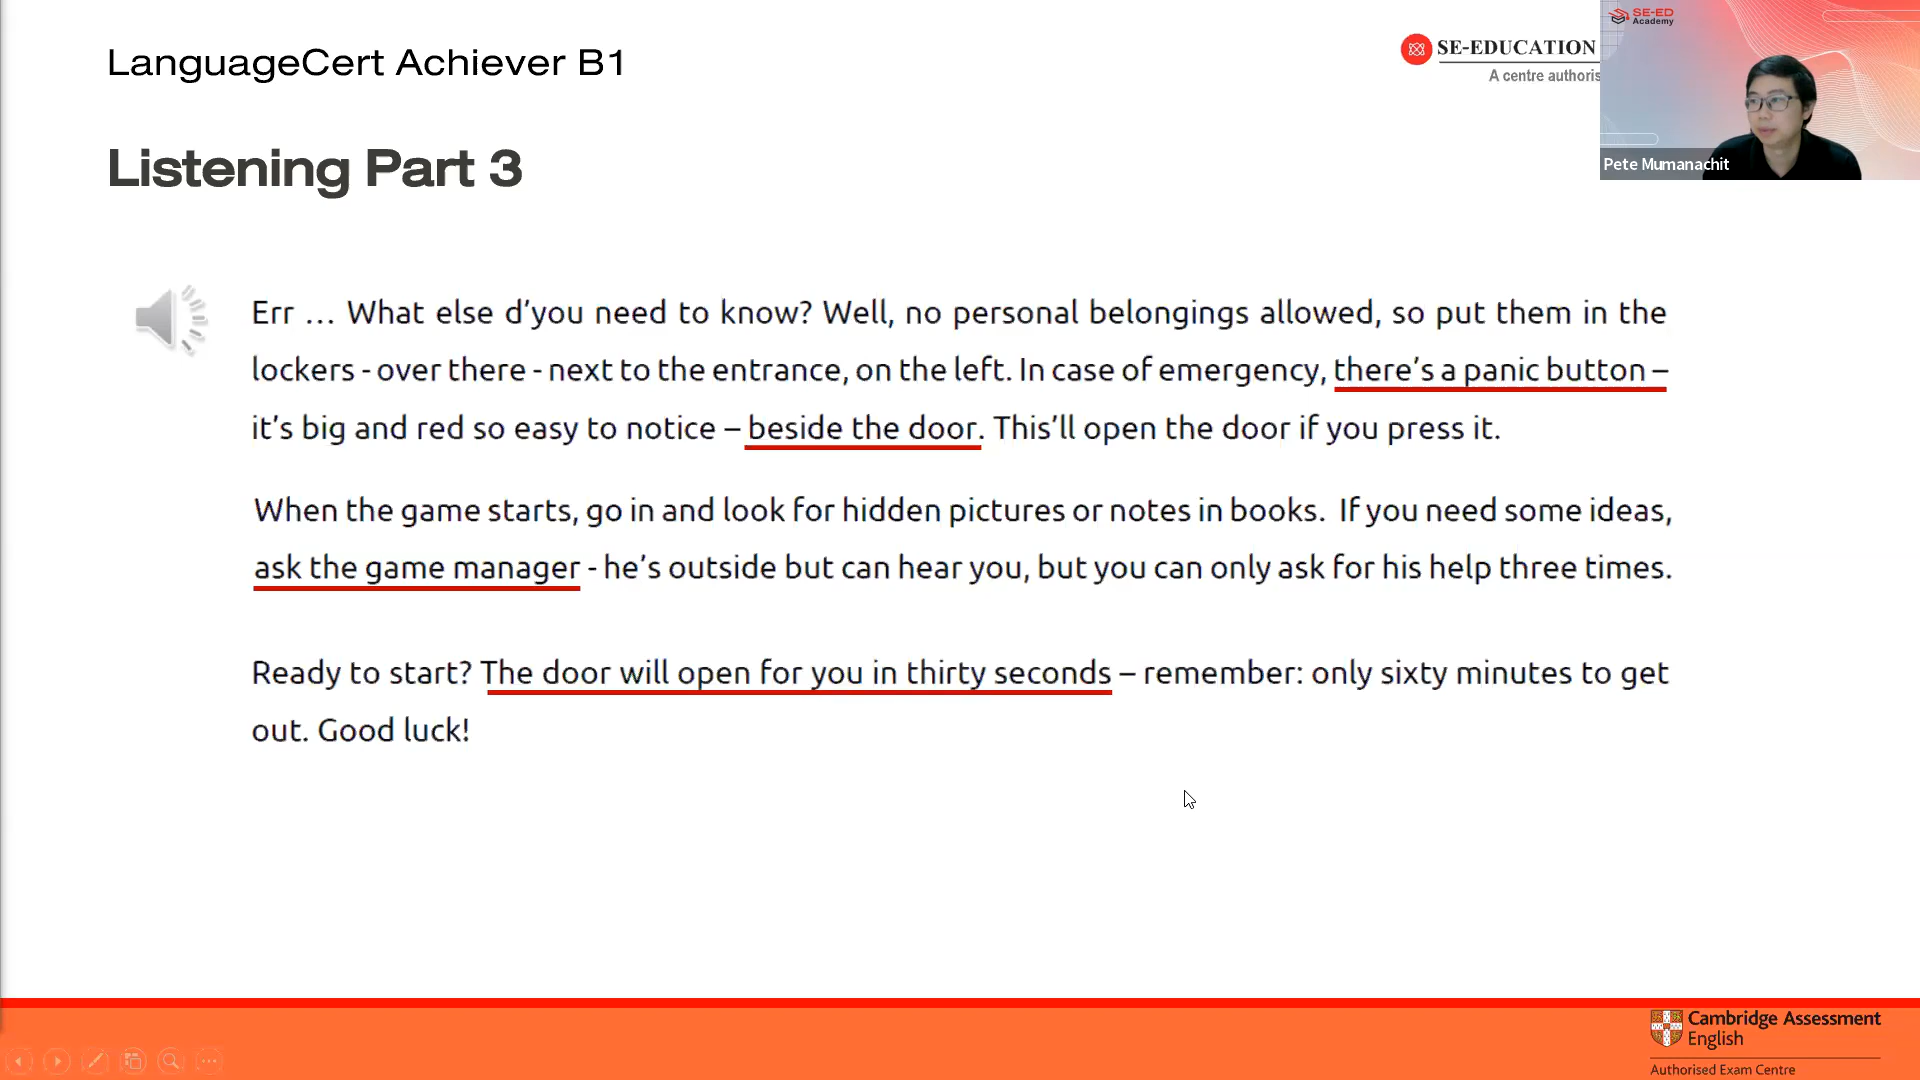 LanguageCert Achiever B1
SE-EDUCATION
A centre authoris
SE-ED
Academy
Pete Mumanachit
Listening Part 3
Err … What else d’you need to know? Well, no personal belongings allowed, so put them in the
lockers - over there - next to the entrance, on the left. In case of emergency, there’s a panic button –
it’s big and red so easy to notice – beside the door. This’ll open the door if you press it.
When the game starts, go in and look for hidden pictures or notes in books. If you need some ideas,
ask the game manager - he’s outside but can hear you, but you can only ask for his help three times.
Ready to start? The door will open for you in thirty seconds – remember: only sixty minutes to get
out. Good luck!
Cambridge Assessment
English
Authorised Exam Centre